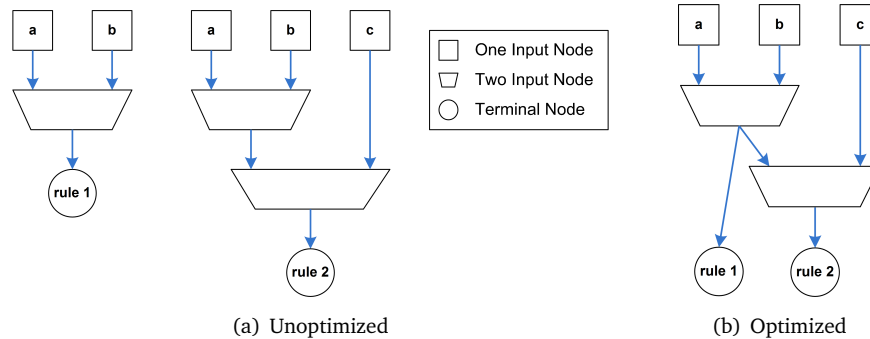 a b a b c
One Input Node
Two Input Node
Terminal Node
rule 1
rule 2
(a) Unoptimized
a b c
rule 1 rule 2
(b) Optimized